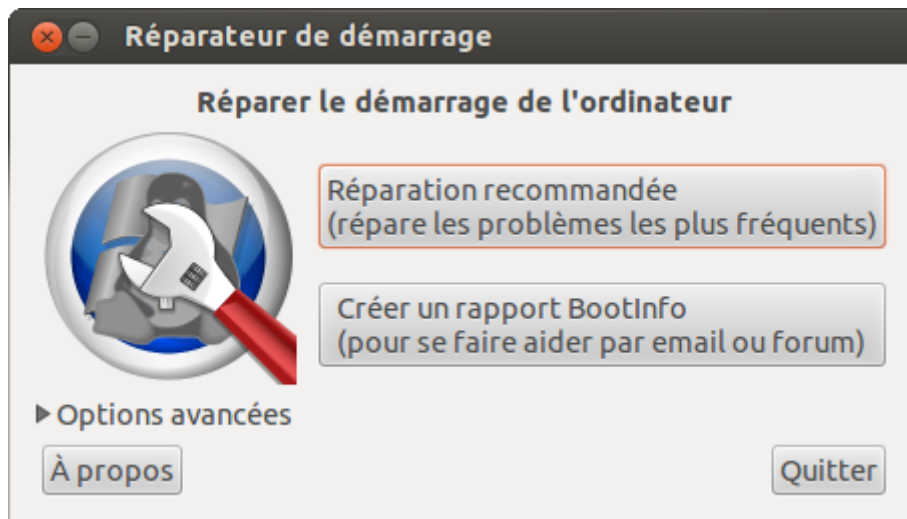 Réparateur de démarrage
Réparer le démarrage de l'ordinateur
Réparation recommandée
(répare les problèmes les plus fréquents)
Créer un rapport BootInfo
(pour se faire aider par email ou forum)
Options avancées
À propos
Quitter